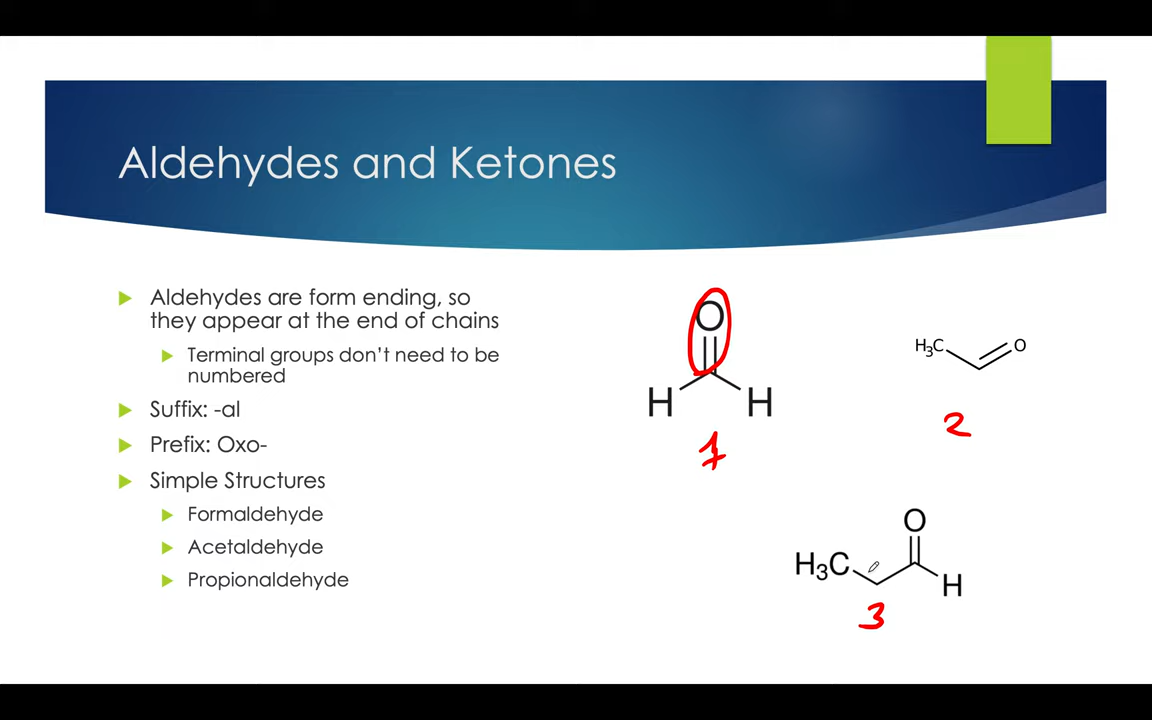 Aldehydes and Ketones
Aldehydes are form ending, so
they appear at the end of chains
Terminal groups don't need to be
numbered
Suffix: -al
Prefix: Oxo-
Simple Structures
Formaldehyde
Acetaldehyde
Propionaldehyde
O
H H
1
H₃C O
2
O
H₃C
H
3